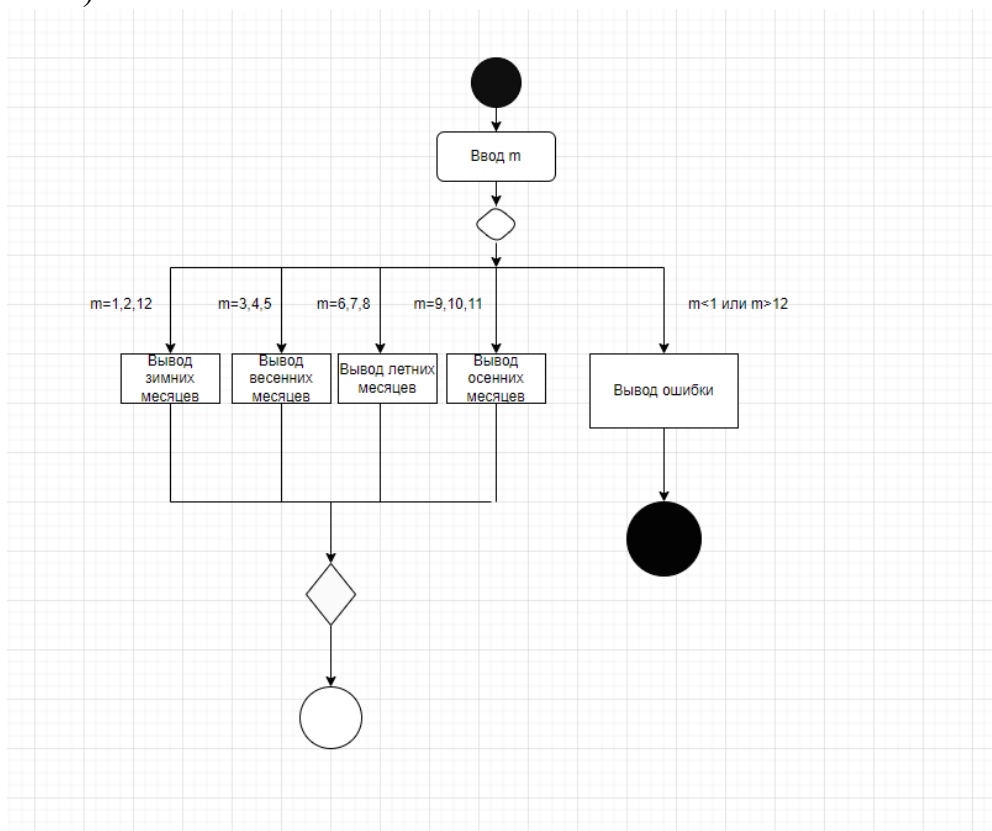 )
Ввод m
m=1,2,12
m=3,4,5
m=6,7,8
m=9,10,11
m<1 или m>12
Вывод
зимних
месяцев
Вывод
весенних
месяцев
Вывод летних
месяцев
Вывод
осенних
месяцев
Вывод ошибки